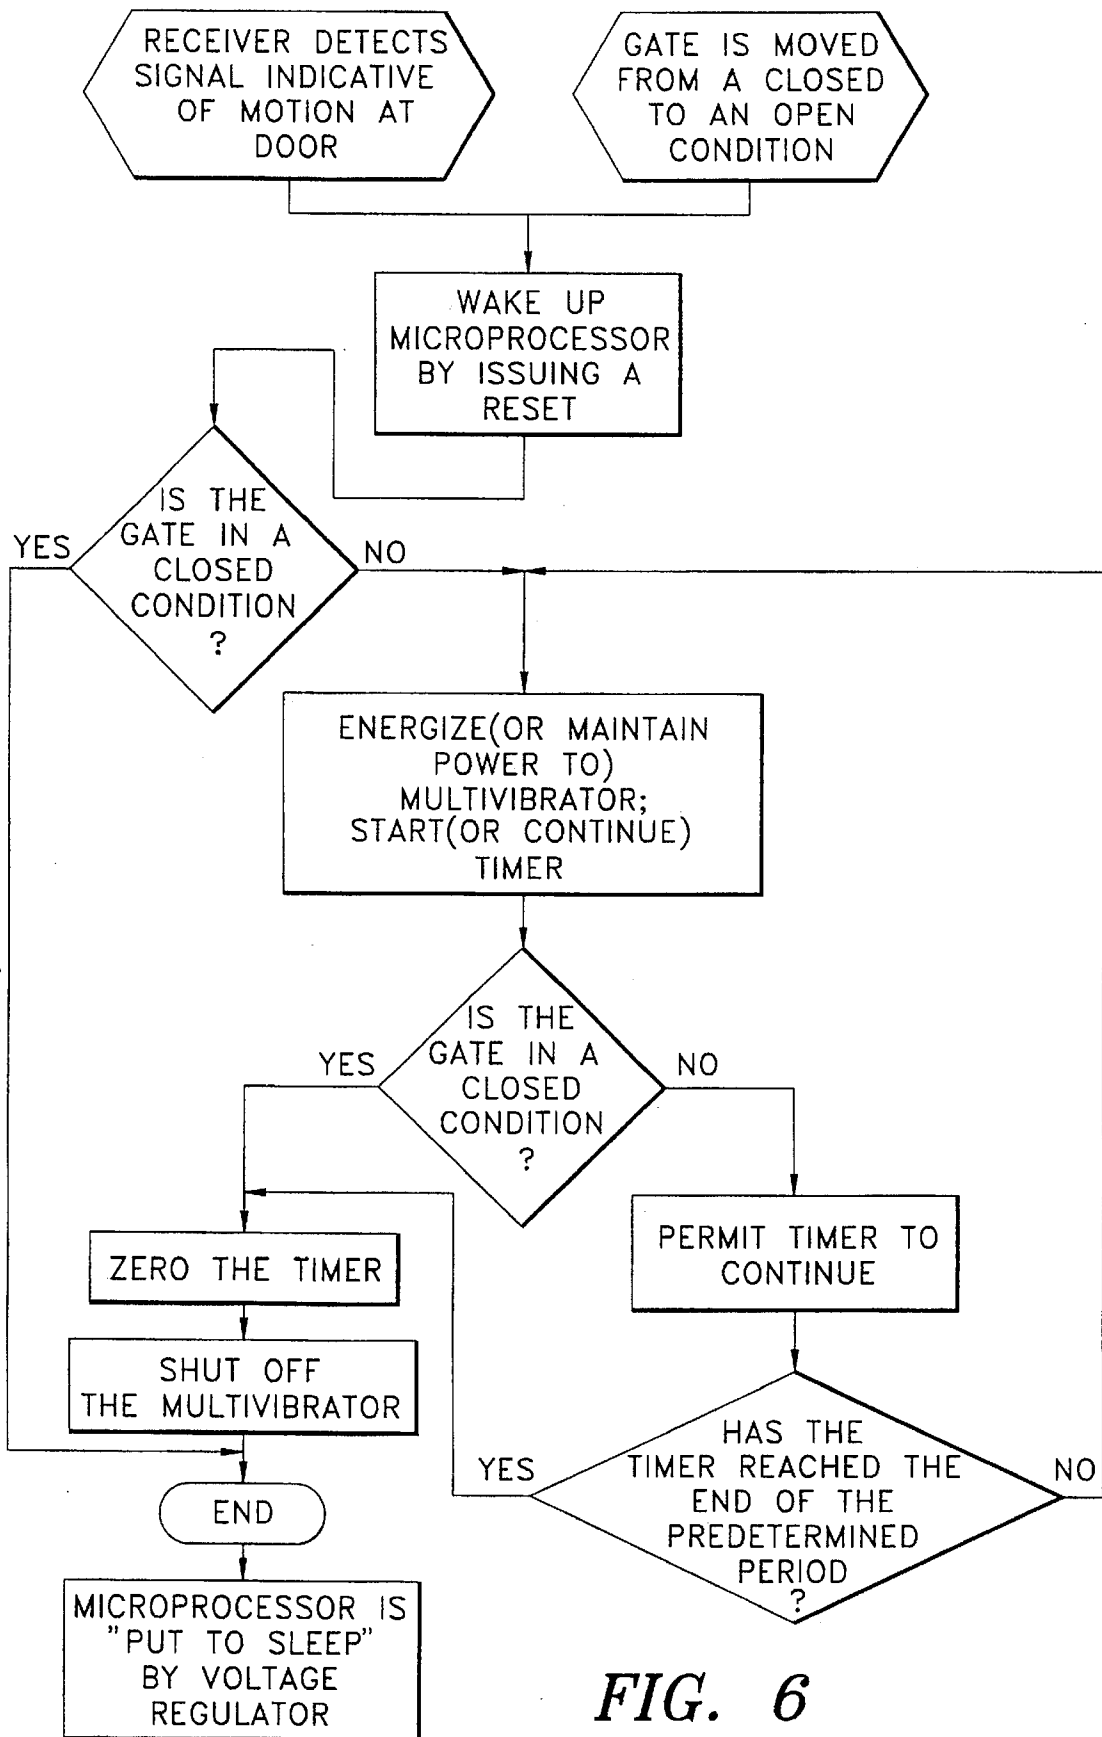 RECEIVER DETECTS
SIGNAL INDICATIVE
OF MOTION AT
DOOR
GATE IS MOVED
FROM A CLOSED
TO AN OPEN
CONDITION
WAKE UP
MICROPROCESSOR
BY ISSUING A
RESET
IS THE
GATE IN A
CLOSED
CONDITION
?
YES
NO
ENERGIZE(OR MAINTAIN
POWER TO)
MULTIVIBRATOR;
START(OR CONTINUE)
TIMER
IS THE
GATE IN A
CLOSED
CONDITION
?
YES
NO
ZERO THE TIMER
PERMIT TIMER TO
CONTINUE
SHUT OFF
THE MULTIVIBRATOR
HAS THE
TIMER REACHED THE
END OF THE
PREDETERMINED
PERIOD
?
YES
NO
END
MICROPROCESSOR IS
"PUT TO SLEEP"
BY VOLTAGE
REGULATOR
FIG. 6